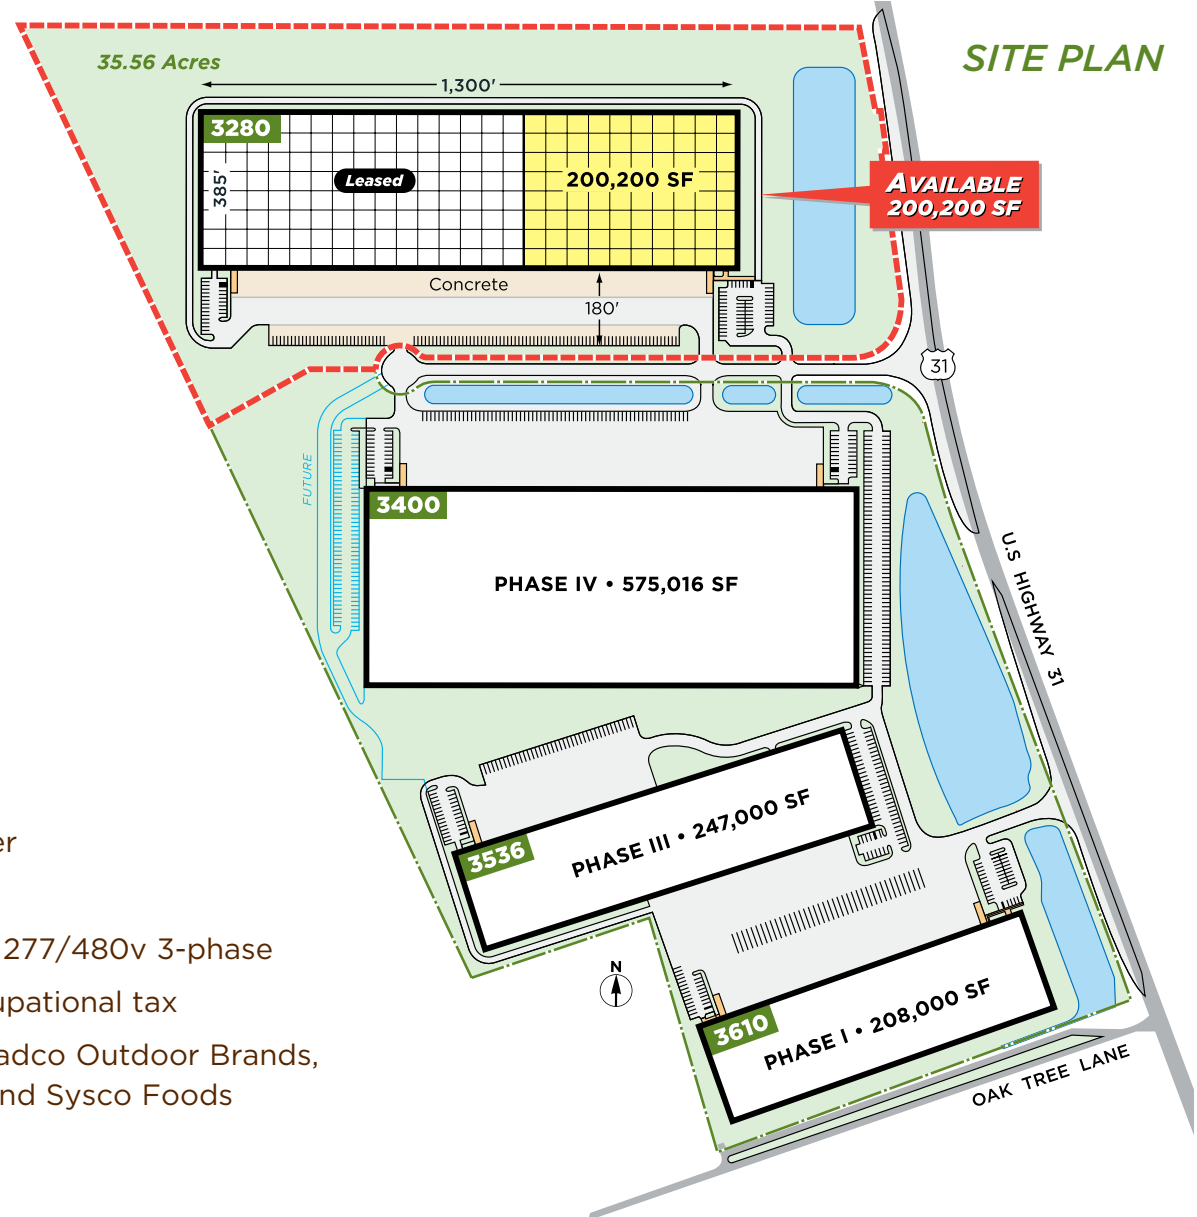 SITE PLAN
35.56 Acres
1,300'
3280
385'
Leased
200,200 SF
AVAILABLE
200,200 SF
Concrete
180'
31
FUTURE
3400
PHASE IV • 575,016 SF
U.S HIGHWAY 31
3536
PHASE III • 247,000 SF
er
277/480v 3-phase
upational tax
adco Outdoor Brands,
nd Sysco Foods
N
3610
PHASE I • 208,000 SF
OAK TREE LANE